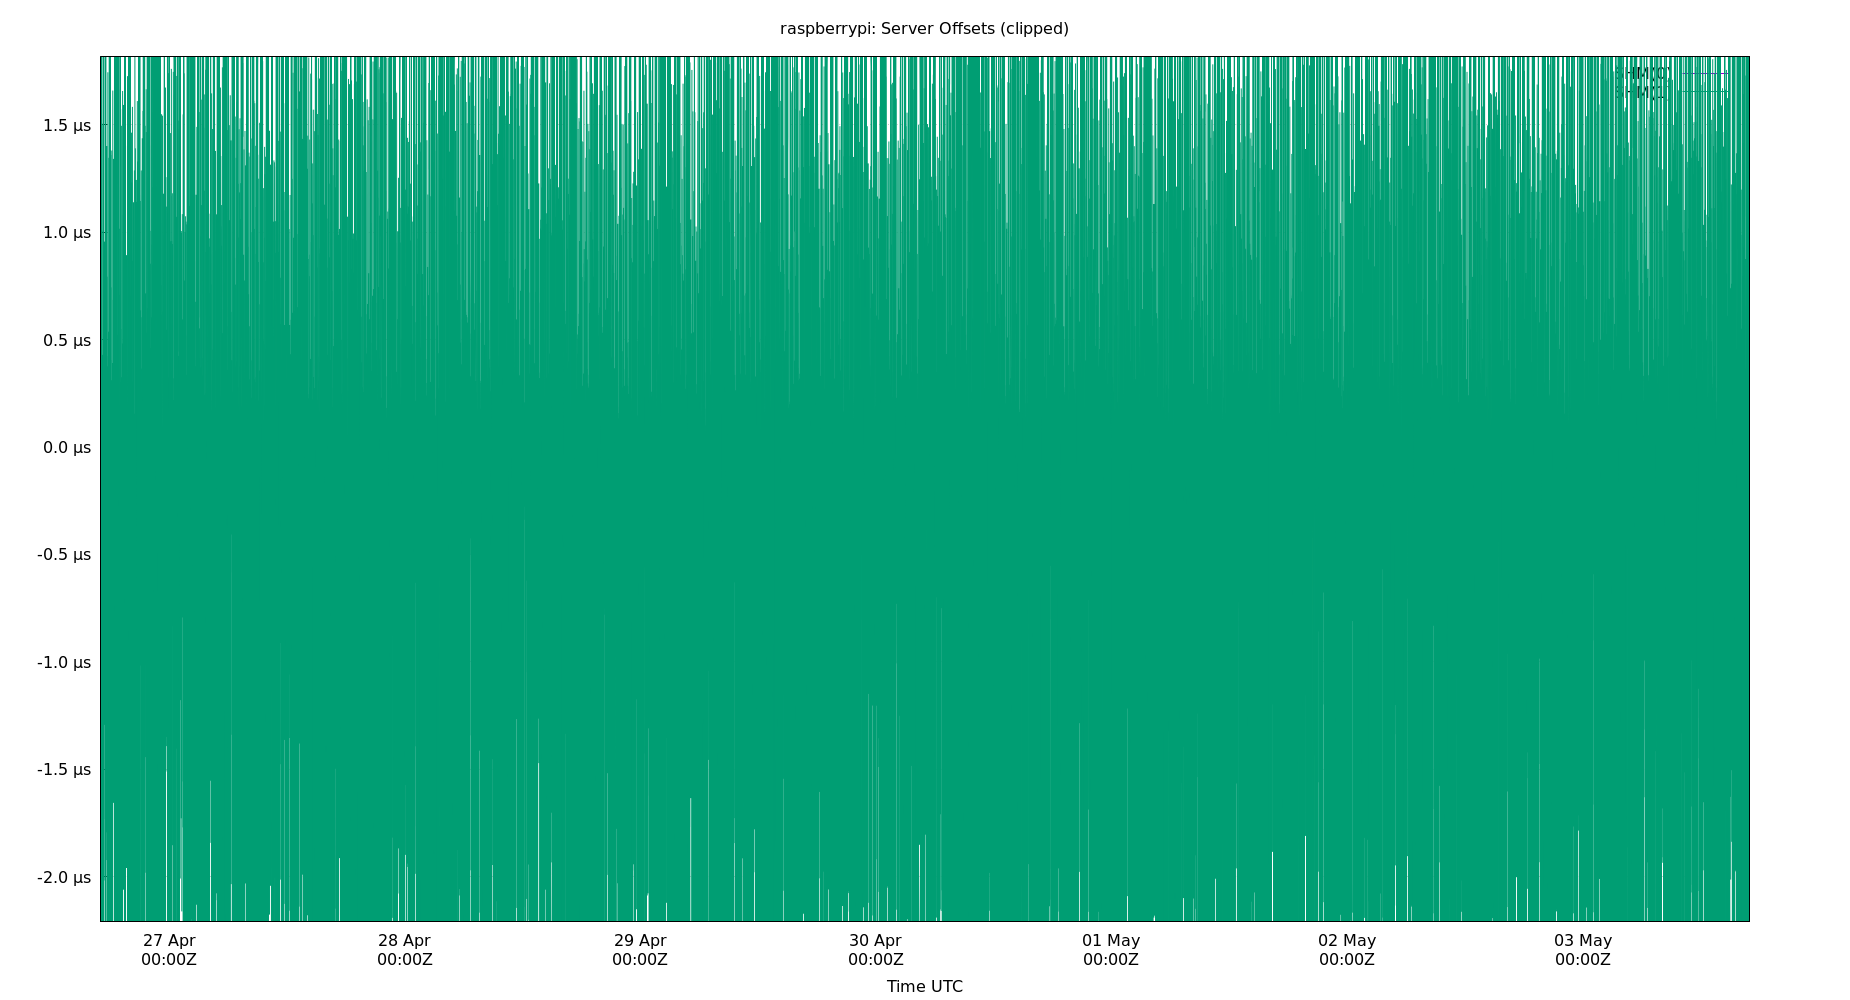 raspberrypi: Server Offsets (clipped)
SHM(0)
1.5 µs
1.0 µs
0.5 µs
0.0 µs
-0.5 µs
-1.0 µs
-1.5 µs
-2.0 µs
27 Apr 28 Apr 29 Apr 30 Apr 01 May 02 May 03 May
00:00Z 00:00Z 00:00Z 00:00Z 00:00Z 00:00Z 00:00Z
Time UTC